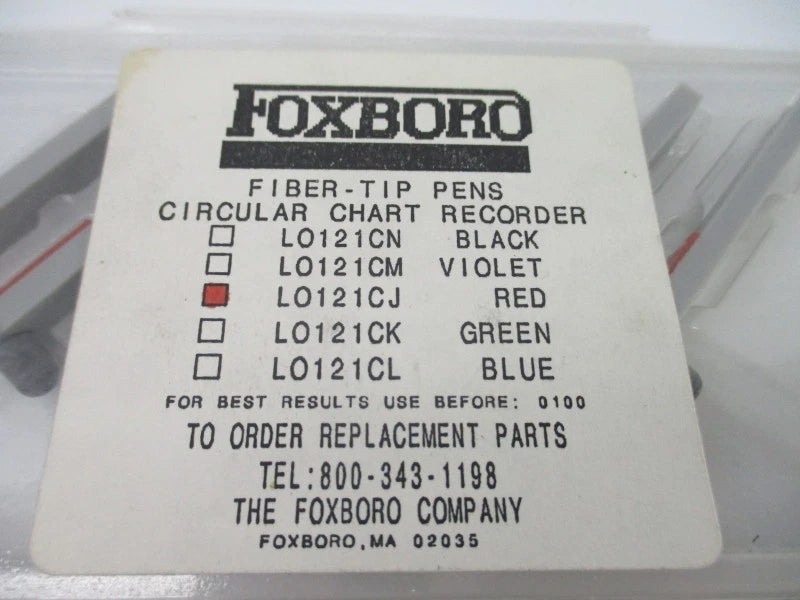 FOXBORO
FIBER-TIP PENS
CIRCULAR CHART RECORDER
LO121CN BLACK
LO121CM VIOLET
LO121CJ RED
LO121CK GREEN
LO121CL BLUE
FOR BEST RESULTS USE BEFORE: 0100
TO ORDER REPLACEMENT PARTS
TEL:800-343-1198
THE FOXBORO COMPANY
FOXBORO,MA 02035